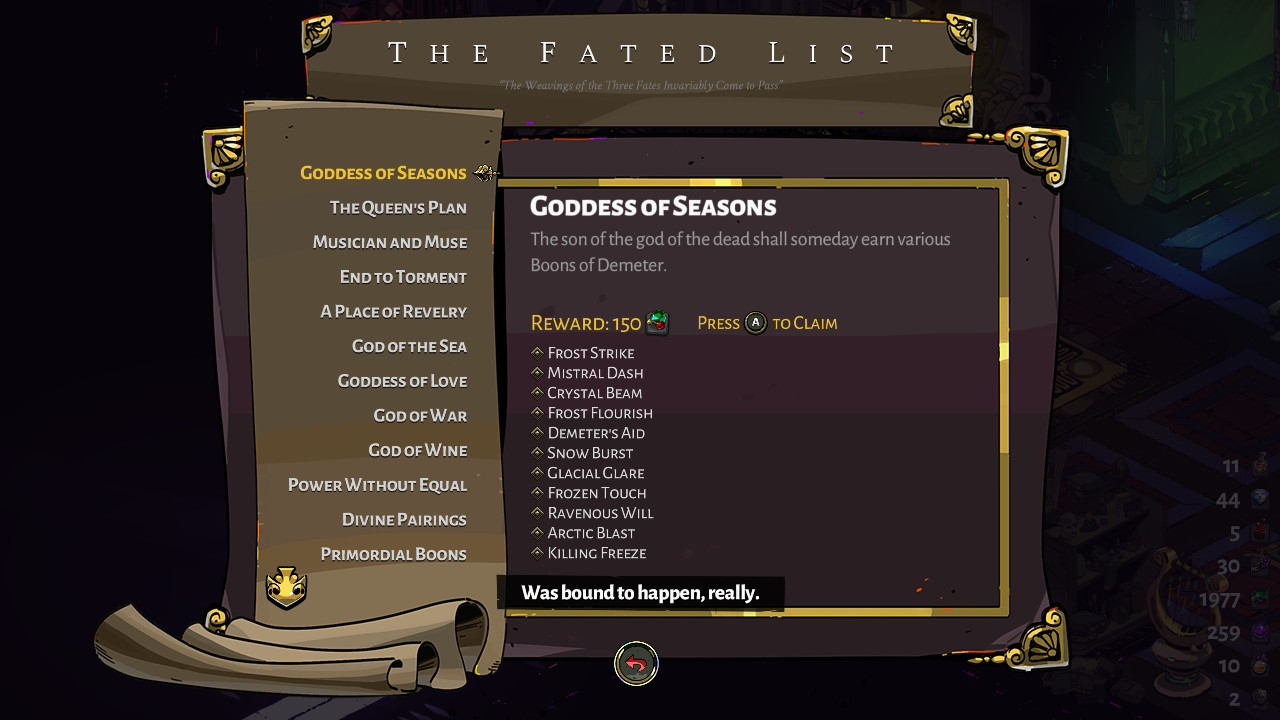 THE FATED LIST
"The Weavings of the Three Fates Invariably Come to Pass"
GODDESS OF SEASONS
THE QUEEN'S PLAN
MUSICIAN AND MUSE
END TO TORMENT
A PLACE OF REVELRY
GOD OF THE SEA
GODDESS OF LOVE
GOD OF WAR
GOD OF WINE
POWER WITHOUT EQUAL
DIVINE PAIRINGS
PRIMORDIAL BOONS
GODDESS OF SEASONS
The son of the god of the dead shall someday earn various
Boons of Demeter.
REWARD: 150 PRESS A TO CLAIM
FROST STRIKE
MISTRAL DASH
CRYSTAL BEAM
FROST FLOURISH
DEMETER'S AID
SNOW BURST
GLACIAL GLARE
FROZEN TOUCH
RAVENOUS WILL
ARCTIC BLAST
KILLING FREEZE
Was bound to happen, really.
11
44
5
30
1977
259
10
2